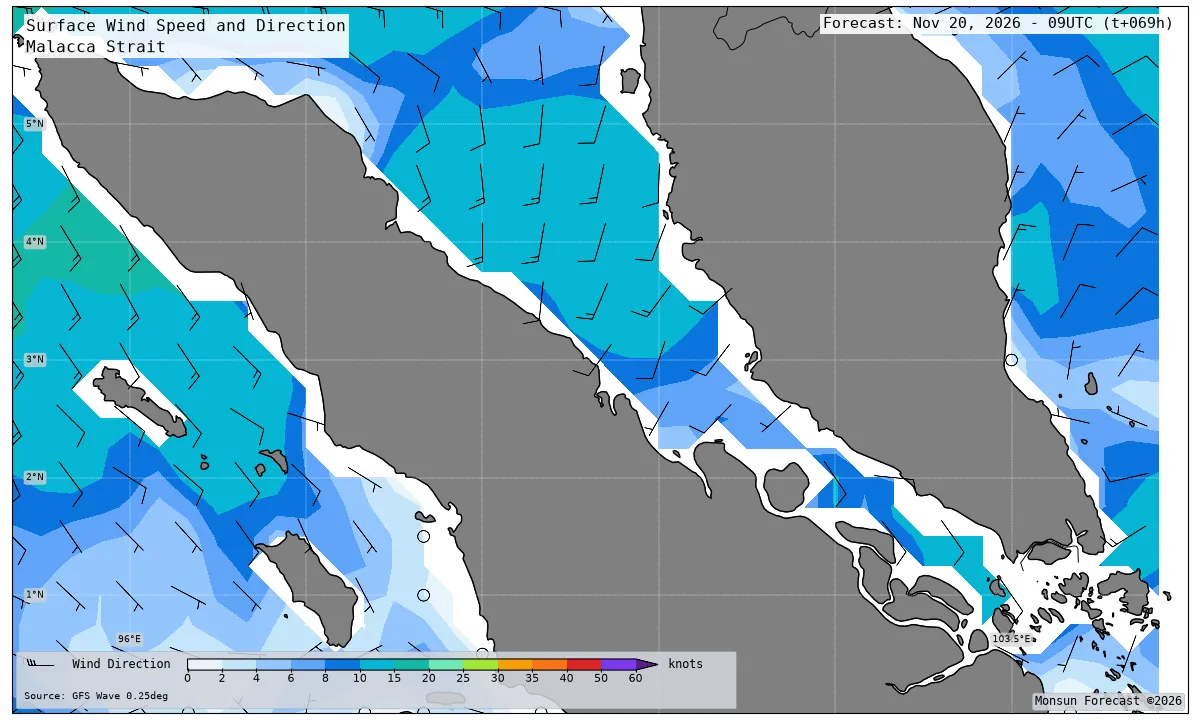 Surface Wind Speed and Direction
Malacca Strait
Forecast: Nov 20, 2026 - 09UTC (t+069h)
5°N
4°N
3°N
2°N
1°N
96°E
103.5°E
Wind Direction
0 2 4 6 8 10 15 20 25 30 35 40 50 60
knots
Source: GFS Wave 0.25deg
Monsun Forecast ©2026